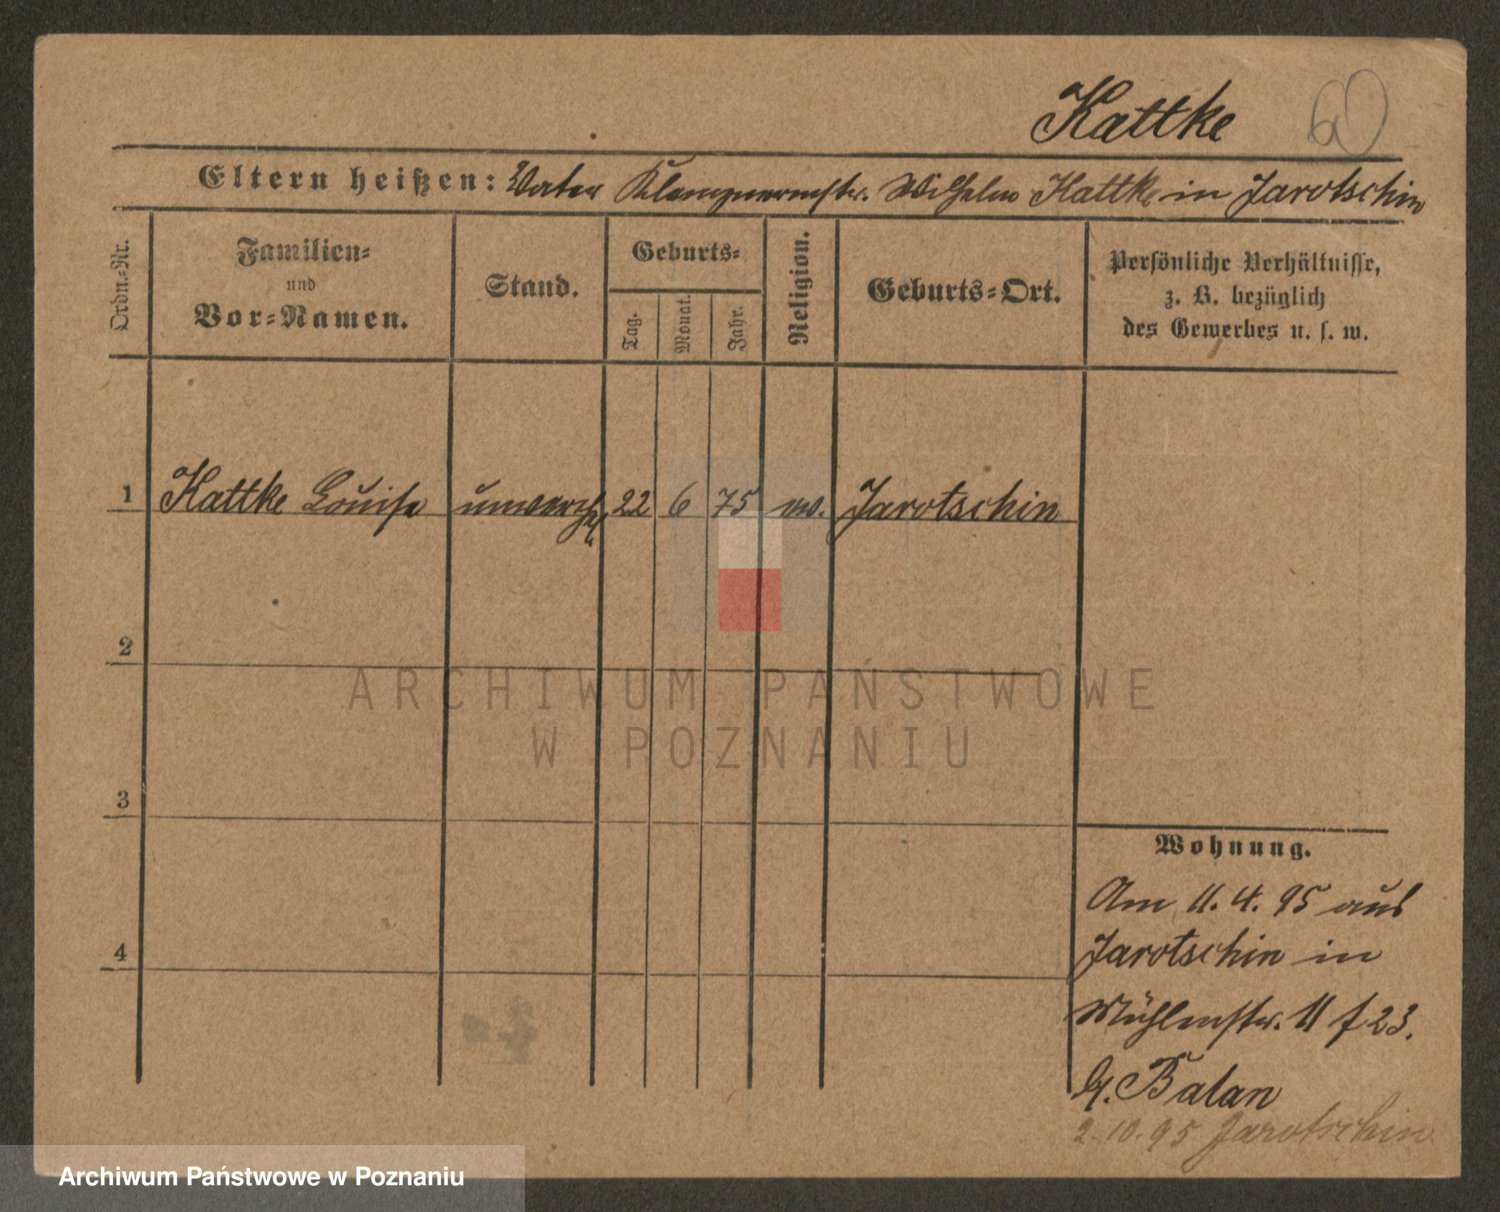 Kattke 60
Eltern heißen: Vater Klempnermstr. Wilhelm Kattke in Jarotschin
Ordn.-Nr.
Familien-
und
Vor-Namen.
Stand.
Geburts-
Tag.
Monat.
Jahr.
Religion.
Geburts-Ort.
Persönliche Verhältnisse,
z. B. bezüglich
des Gewerbes u. s. w.
1 Kattke Louise unverh. 22 6 75 ev. Jarotschin
2
ARCHIWUM PAŃSTWOWE
W POZNANIU
3
Wohnung.
Am 11.4.95 aus
Jarotschin in
Mühlenstr. 11 f 23.
4
b/. Balan
2.10.95 Jarotschin
Archiwum Państwowe w Poznaniu